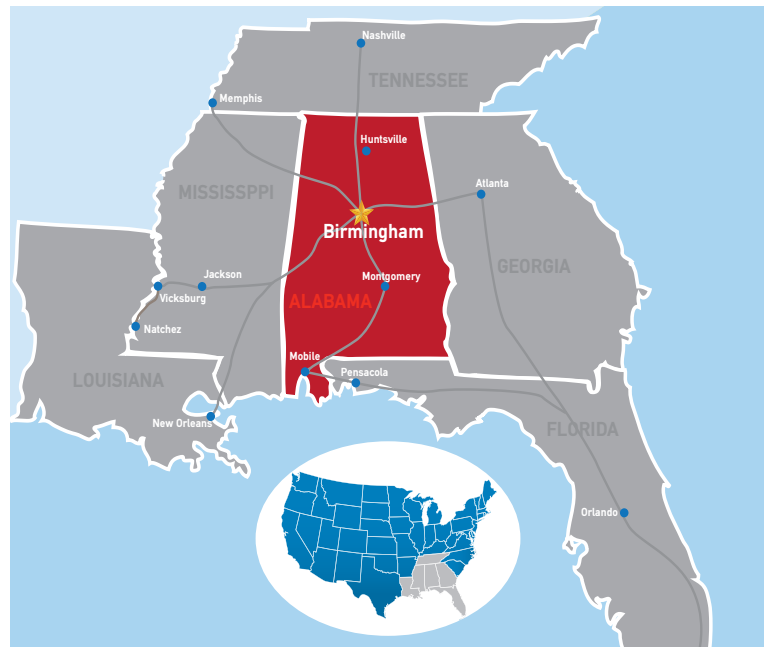 Nashville
TENNESSEE
Memphis
Huntsville
Atlanta
MISSISSPPI
Birmingham
GEORGIA
Jackson
Montgomery
Vicksburg
ALABAMA
Natchez
Mobile
Pensacola
LOUISIANA
New Orleans
FLORIDA
Orlando